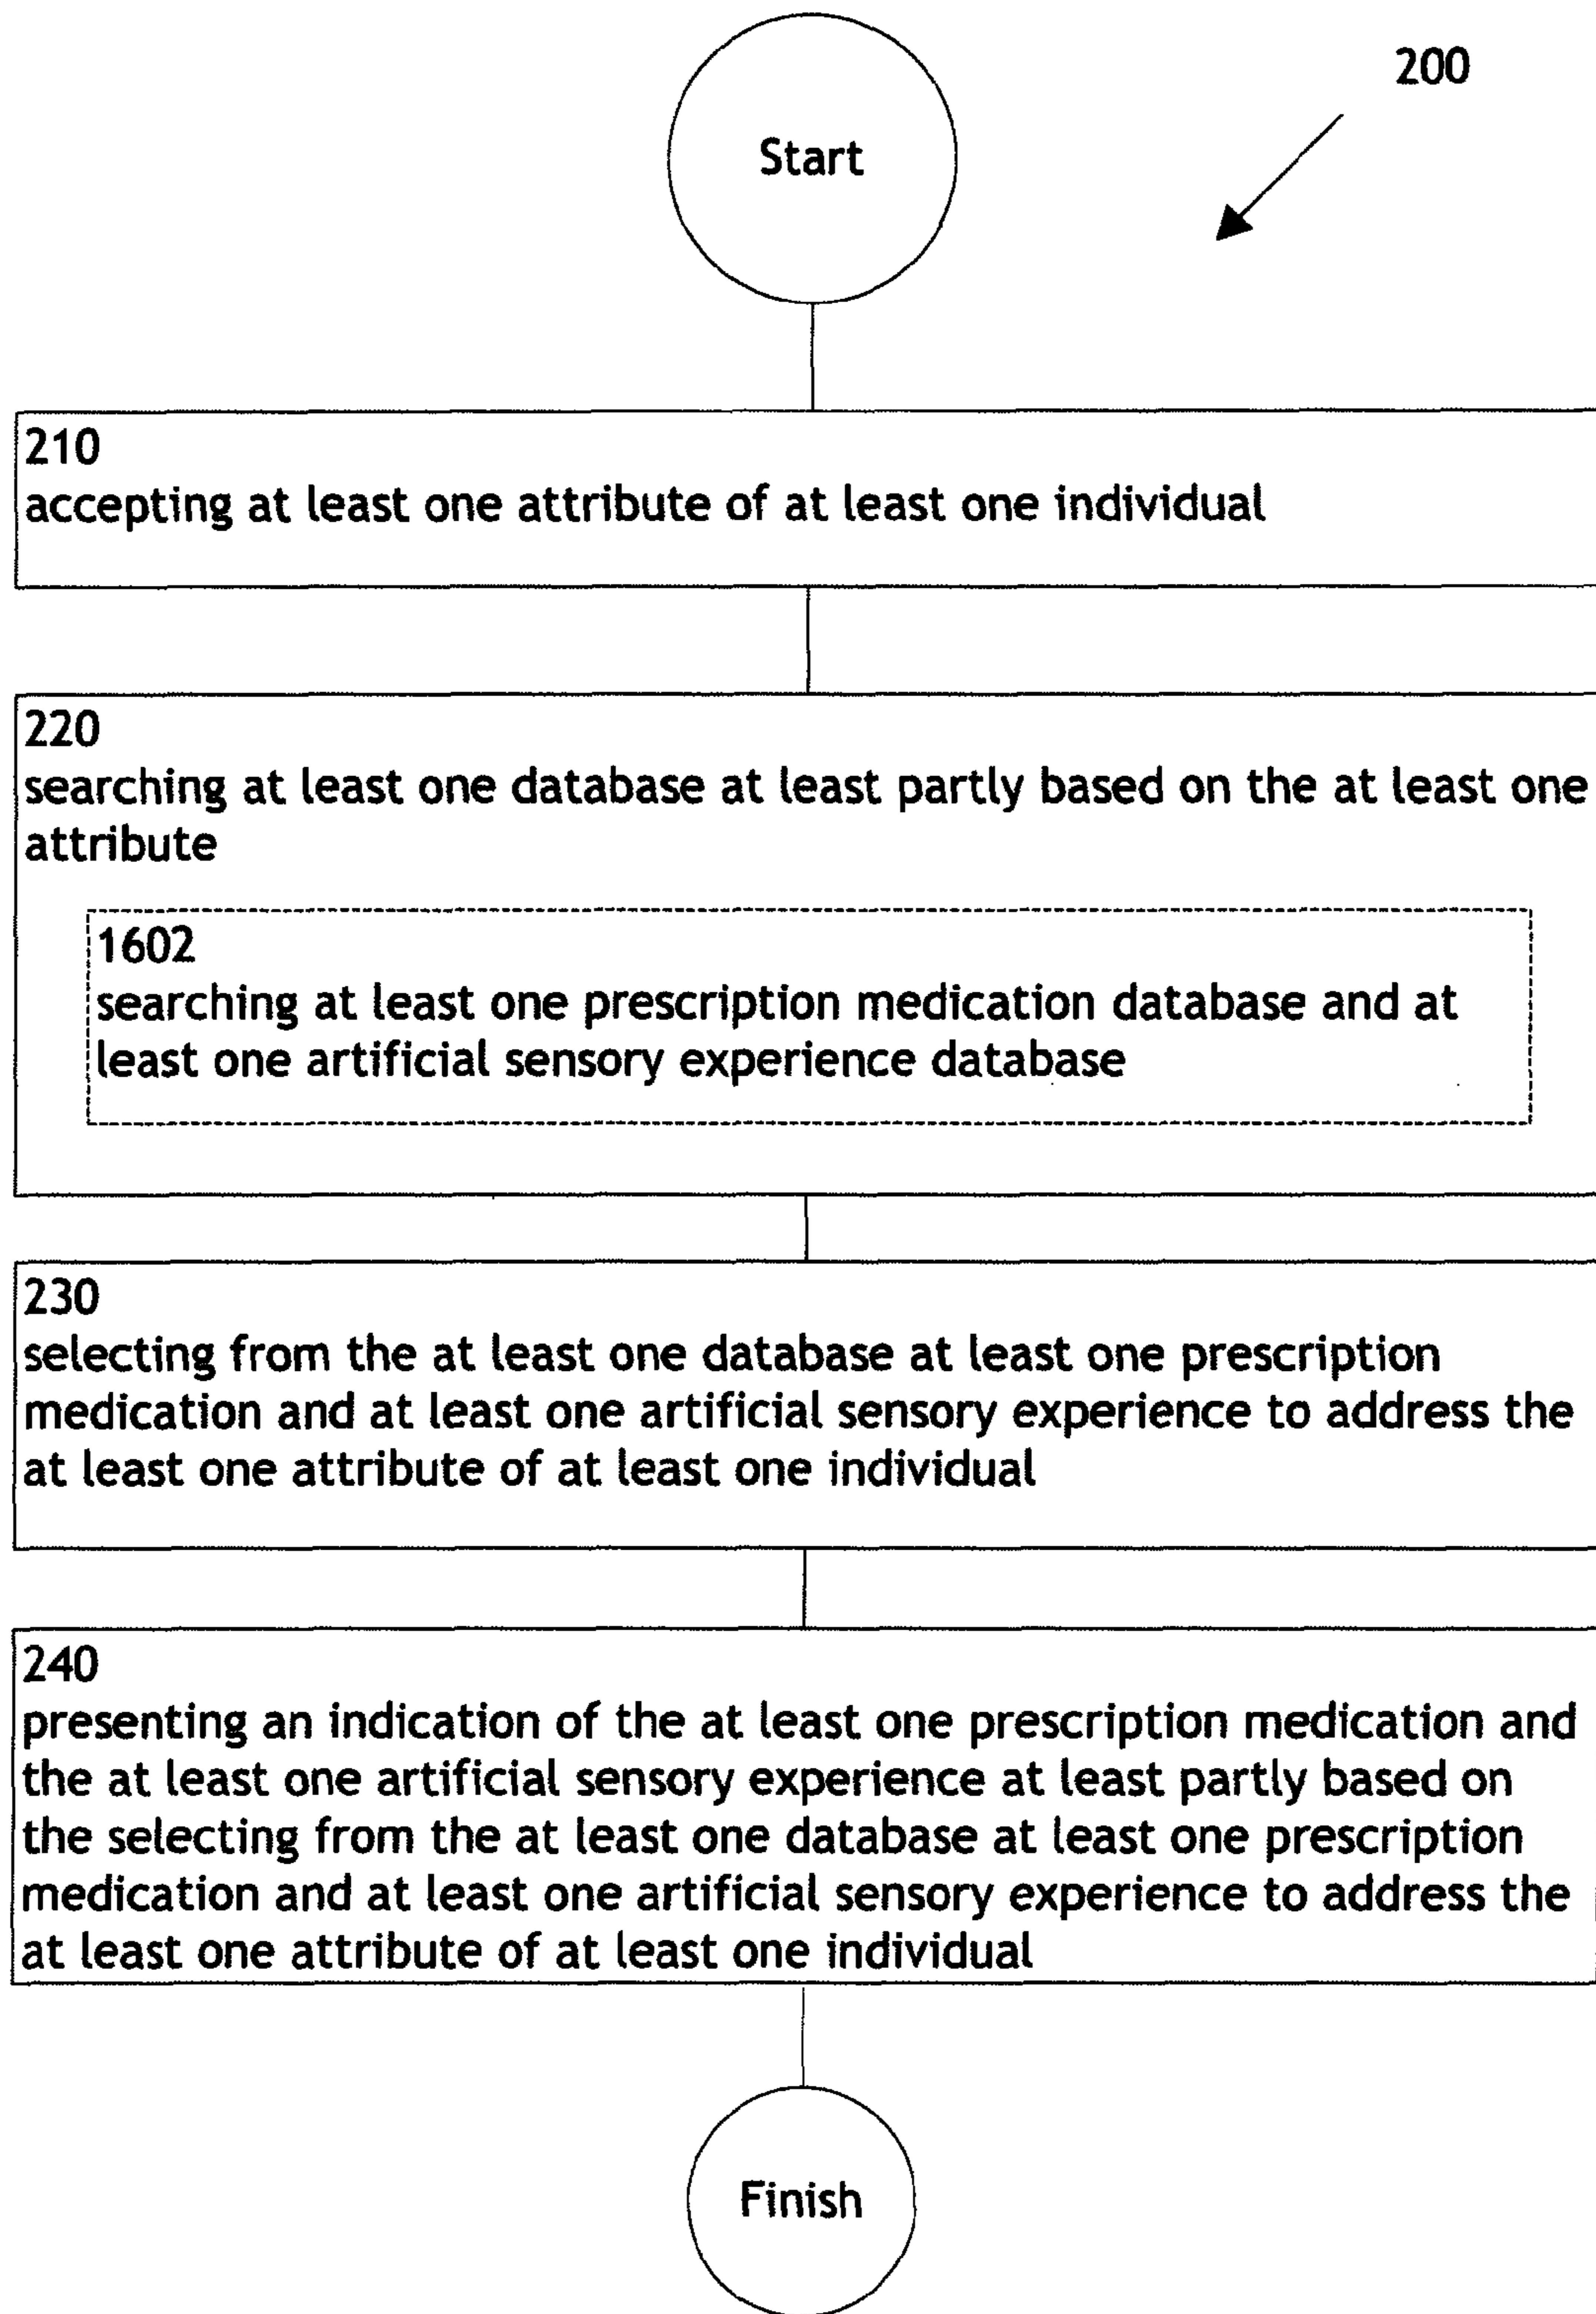 Start
200
210
accepting at least one attribute of at least one individual
220
searching at least one database at least partly based on the at least one
attribute
1602
searching at least one prescription medication database and at
least one artificial sensory experience database
230
selecting from the at least one database at least one prescription
medication and at least one artificial sensory experience to address the
at least one attribute of at least one individual
240
presenting an indication of the at least one prescription medication and
the at least one artificial sensory experience at least partly based on
the selecting from the at least one database at least one prescription
medication and at least one artificial sensory experience to address the
at least one attribute of at least one individual
Finish